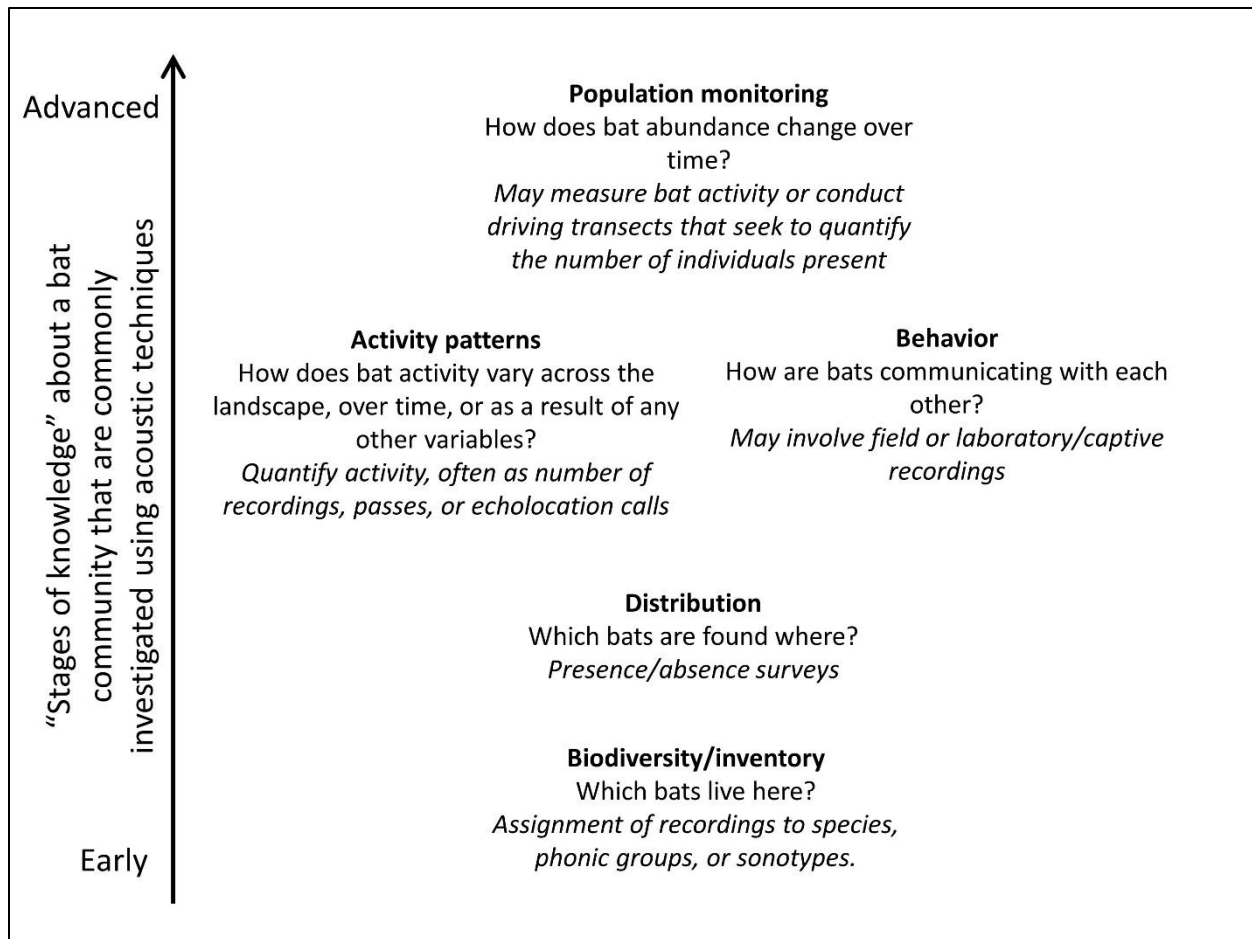 Advanced
"Stages of knowledge" about a bat
community that are commonly
investigated using acoustic techniques
Early
Population monitoring
How does bat abundance change over
time?
May measure bat activity or conduct
driving transects that seek to quantify
the number of individuals present
Activity patterns
How does bat activity vary across the
landscape, over time, or as a result of any
other variables?
Quantify activity, often as number of
recordings, passes, or echolocation calls
Behavior
How are bats communicating with each
other?
May involve field or laboratory/captive
recordings
Distribution
Which bats are found where?
Presence/absence surveys
Biodiversity/inventory
Which bats live here?
Assignment of recordings to species,
phonic groups, or sonotypes.